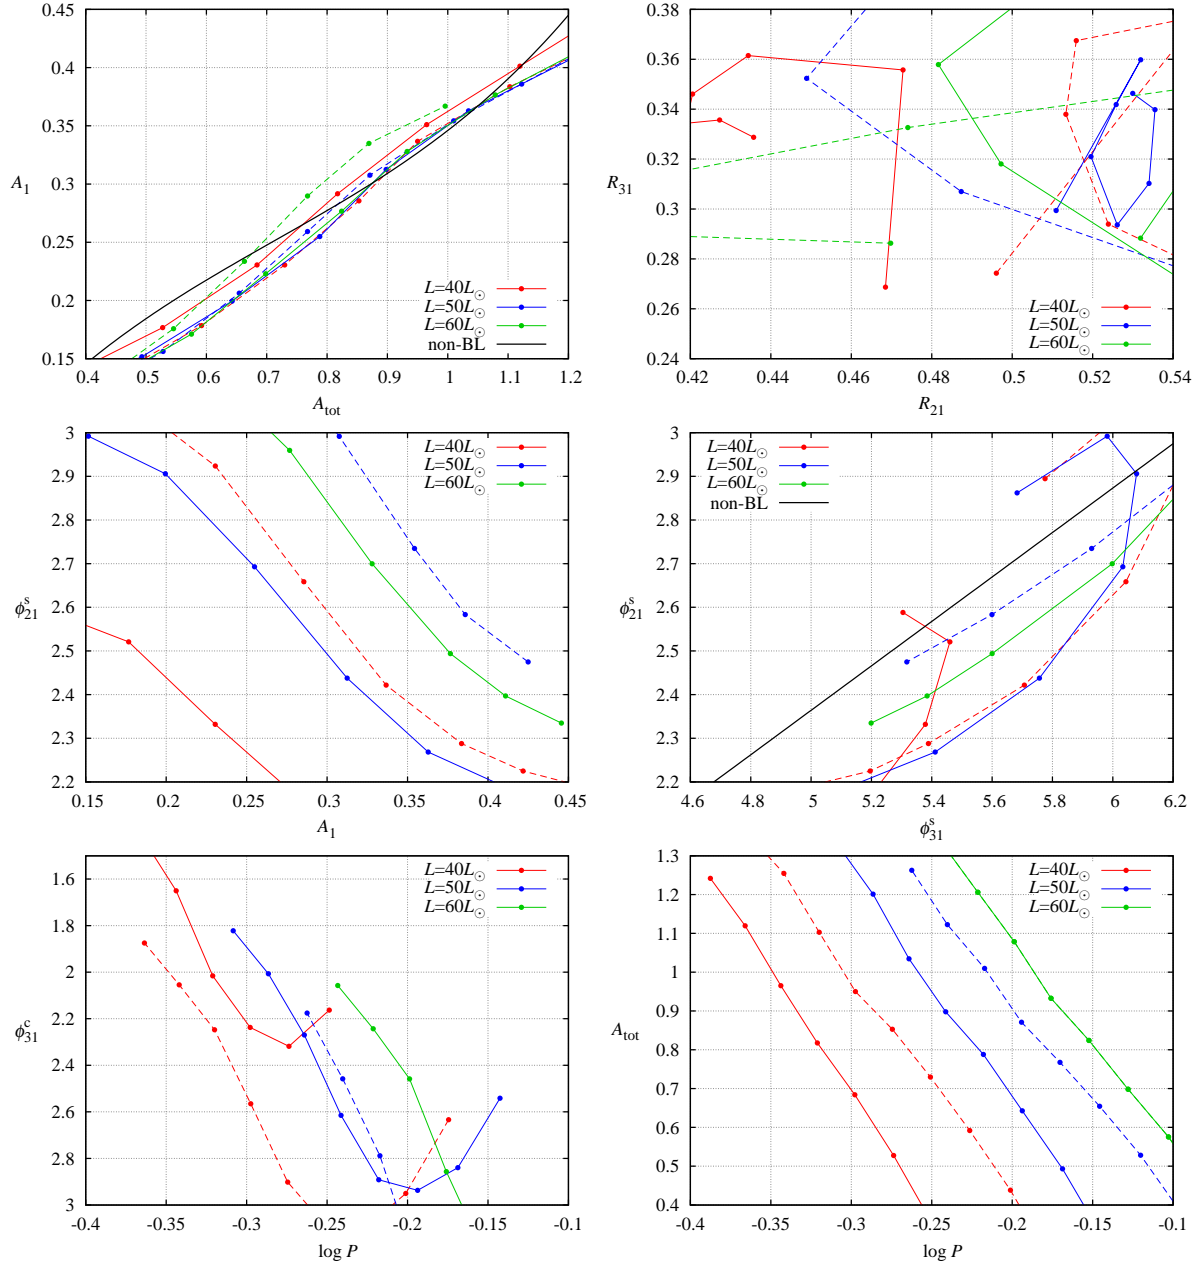 0.45
0.4
0.35
0.3
0.25
0.2
0.15
A₁
0.4 0.5 0.6 0.7 0.8 0.9 1 1.1 1.2
A_tot
L=40L☉
L=50L☉
L=60L☉
non-BL
0.38
0.36
0.34
0.32
0.3
0.28
0.26
0.24
R₃₁
0.42 0.44 0.46 0.48 0.5 0.52 0.54
R₂₁
L=40L☉
L=50L☉
L=60L☉
3
2.9
2.8
2.7
2.6
2.5
2.4
2.3
2.2
ϕ₂₁ˢ
0.15 0.2 0.25 0.3 0.35 0.4 0.45
A₁
L=40L☉
L=50L☉
L=60L☉
3
2.9
2.8
2.7
2.6
2.5
2.4
2.3
2.2
ϕ₂₁ˢ
4.6 4.8 5 5.2 5.4 5.6 5.8 6 6.2
ϕ₃₁ˢ
L=40L☉
L=50L☉
L=60L☉
non-BL
1.6
1.8
2
2.2
2.4
2.6
2.8
3
ϕ₃₁ᶜ
-0.4 -0.35 -0.3 -0.25 -0.2 -0.15 -0.1
log P
L=40L☉
L=50L☉
L=60L☉
1.3
1.2
1.1
1
0.9
0.8
0.7
0.6
0.5
0.4
A_tot
-0.4 -0.35 -0.3 -0.25 -0.2 -0.15 -0.1
log P
L=40L☉
L=50L☉
L=60L☉